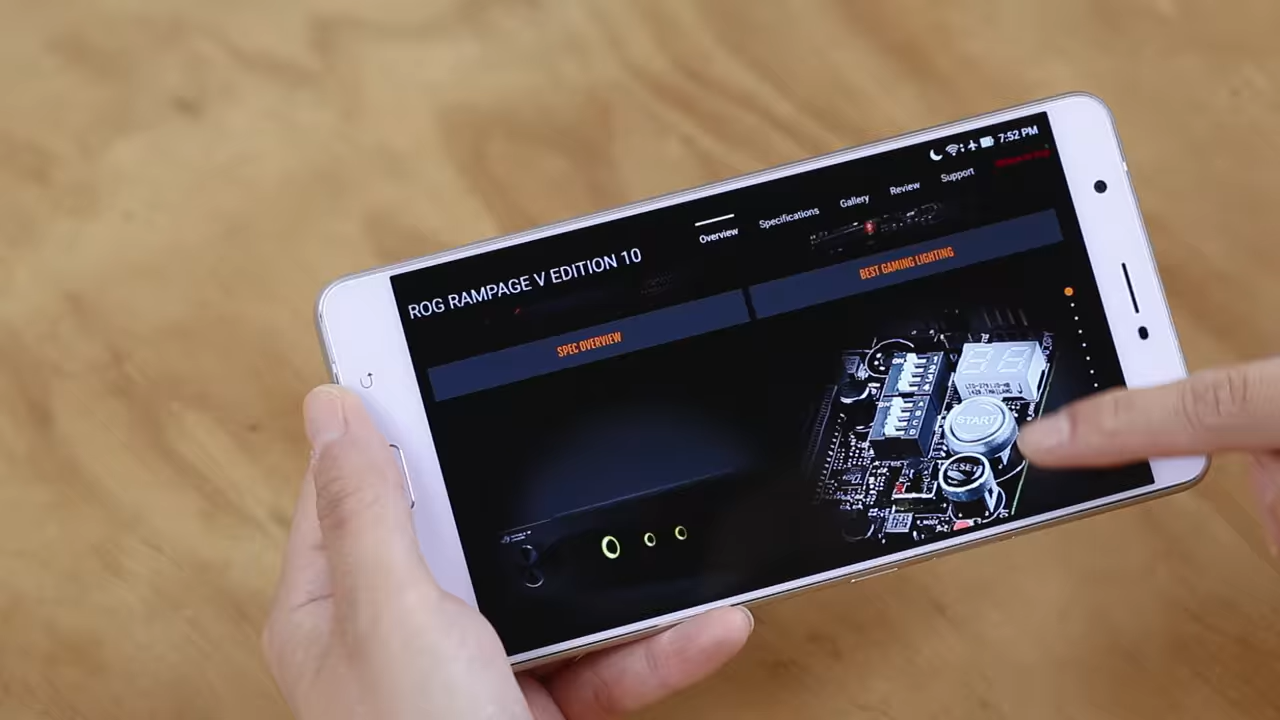 7:52 PM
Overview Specifications Gallery Review Support
ROG RAMPAGE V EDITION 10
SPEC OVERVIEW
BEST GAMING LIGHTING
ON
START
RESET